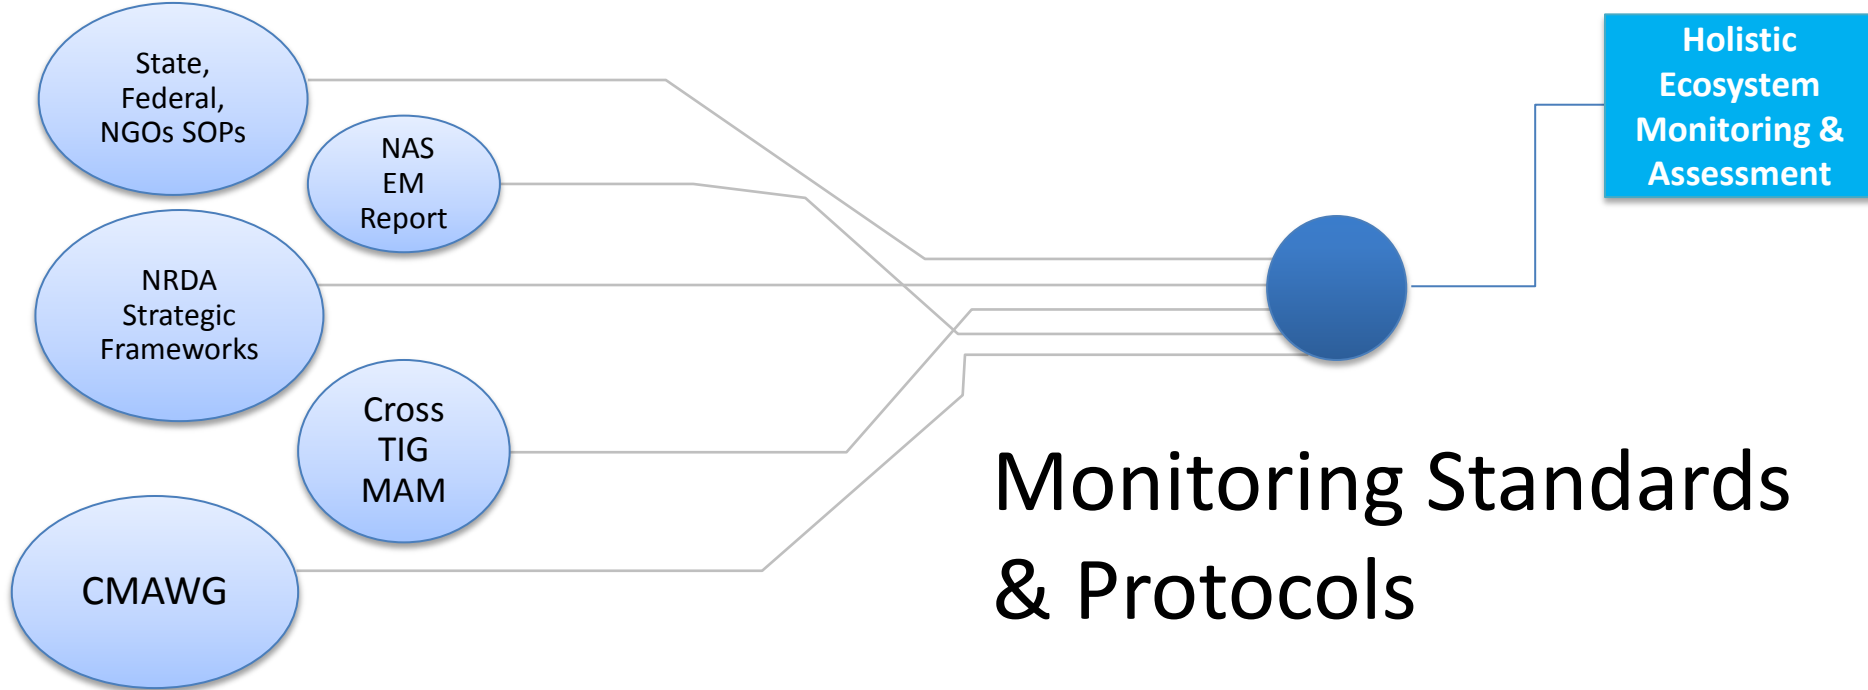 State,
Federal,
NGOs SOPs
NAS
EM
Report
NRDA
Strategic
Frameworks
Cross
TIG
MAM
CMAWG
Holistic
Ecosystem
Monitoring &
Assessment
Monitoring Standards
& Protocols